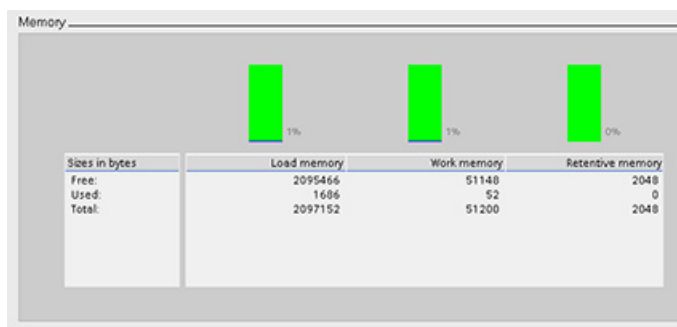 Memory
1% 1% 0%
Sizes in bytes Load memory Work memory Retentive memory
Free: 2095466 51148 2048
Used: 1686 52 0
Total: 2097152 51200 2048